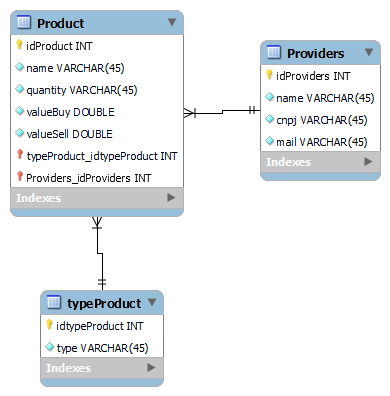 Product
idProduct INT
name VARCHAR(45)
quantity VARCHAR(45)
valueBuy DOUBLE
valueSell DOUBLE
typeProduct_idtypeProduct INT
Providers_idProviders INT
Indexes
Providers
idProviders INT
name VARCHAR(45)
cnpj VARCHAR(45)
mail VARCHAR(45)
Indexes
typeProduct
idtypeProduct INT
type VARCHAR(45)
Indexes